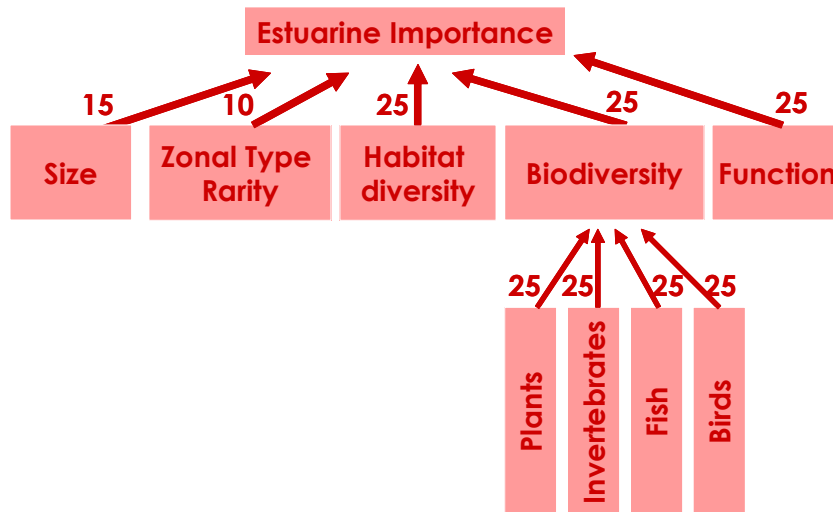 Estuarine Importance
15
10
25
25
25
Size
Zonal Type
Rarity
Habitat
diversity
Biodiversity
Function
25
25
25
25
Plants
Invertebrates
Fish
Birds